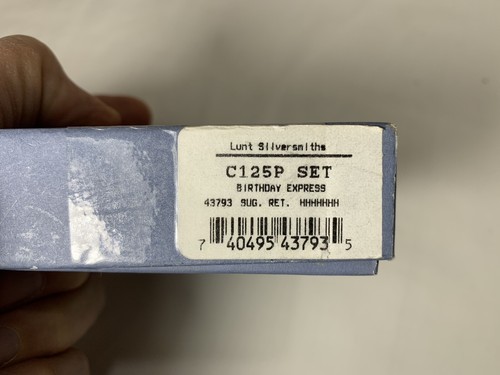 Lunt Silversmiths
C125P SET
BIRTHDAY EXPRESS
43793 SUG. RET. HHHHHHH
7 40495 43793 5